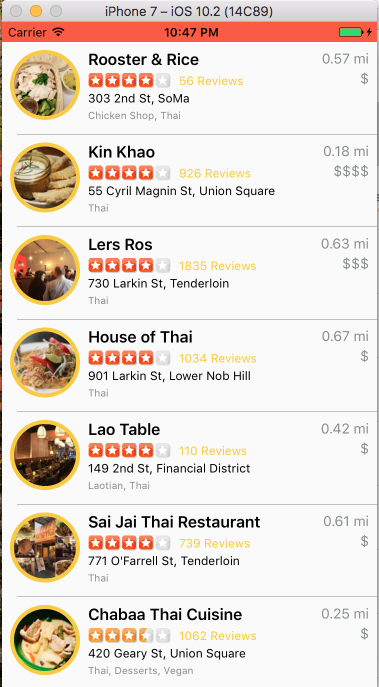 iPhone 7 – iOS 10.2 (14C89)
Carrier 10:47 PM
Rooster & Rice 0.57 mi
56 Reviews $
303 2nd St, SoMa
Chicken Shop, Thai
Kin Khao 0.18 mi
926 Reviews $$$$
55 Cyril Magnin St, Union Square
Thai
Lers Ros 0.63 mi
1835 Reviews $$$
730 Larkin St, Tenderloin
Thai
House of Thai 0.67 mi
1034 Reviews $
901 Larkin St, Lower Nob Hill
Thai
Lao Table 0.42 mi
110 Reviews $
149 2nd St, Financial District
Laotian, Thai
Sai Jai Thai Restaurant 0.61 mi
739 Reviews $
771 O'Farrell St, Tenderloin
Thai
Chabaa Thai Cuisine 0.25 mi
1062 Reviews $
420 Geary St, Union Square
Thai, Desserts, Vegan